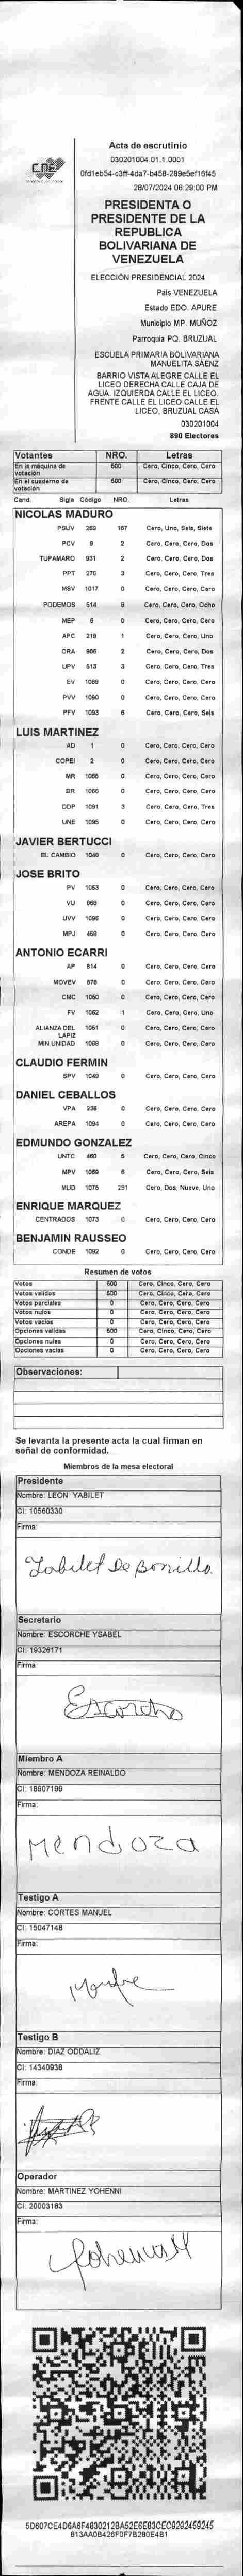 Acta de escrutinio
030201004.01.1.0001
0fd1eb54-c3ff-4da7-b458-289e5ef16f45
28/07/2024 06:29:00 PM
CNE
PRESIDENTA O
PRESIDENTE DE LA
REPUBLICA
BOLIVARIANA DE
VENEZUELA
ELECCIÓN PRESIDENCIAL 2024
País VENEZUELA
Estado EDO. APURE
Municipio MP. MUÑOZ
Parroquia PQ. BRUZUAL
ESCUELA PRIMARIA BOLIVARIANA
MANUELITA SAENZ
BARRIO VISTA ALEGRE CALLE EL
LICEO DERECHA CALLE CAJA DE
AGUA. IZQUIERDA CALLE EL LICEO.
FRENTE CALLE EL LICEO CALLE EL
LICEO, BRUZUAL CASA
030201004
890 Electores
Votantes NRO. Letras
En la máquina de votación 500 Cero, Cinco, Cero, Cero
En el cuaderno de votación 500 Cero, Cinco, Cero, Cero
Cand. Sigla Código NRO. Letras
NICOLAS MADURO
PSUV 269 167 Cero, Uno, Seis, Siete
PCV 9 2 Cero, Cero, Cero, Dos
TUPAMARO 931 2 Cero, Cero, Cero, Dos
PPT 276 3 Cero, Cero, Cero, Tres
MSV 1017 0 Cero, Cero, Cero, Cero
PODEMOS 514 8 Cero, Cero, Cero, Ocho
MEP 6 0 Cero, Cero, Cero, Cero
APC 219 1 Cero, Cero, Cero, Uno
ORA 906 2 Cero, Cero, Cero, Dos
UPV 513 3 Cero, Cero, Cero, Tres
EV 1089 0 Cero, Cero, Cero, Cero
PVV 1090 0 Cero, Cero, Cero, Cero
PFV 1093 6 Cero, Cero, Cero, Seis
LUIS MARTINEZ
AD 1 0 Cero, Cero, Cero, Cero
COPEI 2 0 Cero, Cero, Cero, Cero
MR 1065 0 Cero, Cero, Cero, Cero
BR 1066 0 Cero, Cero, Cero, Cero
DDP 1091 3 Cero, Cero, Cero, Tres
UNE 1095 0 Cero, Cero, Cero, Cero
JAVIER BERTUCCI
EL CAMBIO 1046 0 Cero, Cero, Cero, Cero
JOSE BRITO
PV 1053 0 Cero, Cero, Cero, Cero
VU 968 0 Cero, Cero, Cero, Cero
UVV 1096 0 Cero, Cero, Cero, Cero
MPJ 458 0 Cero, Cero, Cero, Cero
ANTONIO ECARRI
AP 814 0 Cero, Cero, Cero, Cero
MOVEV 978 0 Cero, Cero, Cero, Cero
CMC 1050 0 Cero, Cero, Cero, Cero
FV 1062 1 Cero, Cero, Cero, Uno
ALIANZA DEL LAPIZ 1051 0 Cero, Cero, Cero, Cero
MIN UNIDAD 1068 0 Cero, Cero, Cero, Cero
CLAUDIO FERMIN
SPV 1049 0 Cero, Cero, Cero, Cero
DANIEL CEBALLOS
VPA 236 0 Cero, Cero, Cero, Cero
AREPA 1094 0 Cero, Cero, Cero, Cero
EDMUNDO GONZALEZ
UNTC 460 5 Cero, Cero, Cero, Cinco
MPV 1069 6 Cero, Cero, Cero, Seis
MUD 1075 291 Cero, Dos, Nueve, Uno
ENRIQUE MARQUEZ
CENTRADOS 1073 0 Cero, Cero, Cero, Cero
BENJAMIN RAUSSEO
CONDE 1092 0 Cero, Cero, Cero, Cero
Resumen de votos
Votos 500 Cero, Cinco, Cero, Cero
Votos validos 500 Cero, Cinco, Cero, Cero
Votos parciales 0 Cero, Cero, Cero, Cero
Votos nulos 0 Cero, Cero, Cero, Cero
Votos vacios 0 Cero, Cero, Cero, Cero
Opciones validas 500 Cero, Cinco, Cero, Cero
Opciones nulas 0 Cero, Cero, Cero, Cero
Opciones vacias 0 Cero, Cero, Cero, Cero
Observaciones:
Se levanta la presente acta la cual firman en
señal de conformidad.
Miembros de la mesa electoral
Presidente
Nombre: LEON YABILET
CI: 10560330
Firma:
Yabilet De Bonillo.
Secretario
Nombre: ESCORCHE YSABEL
CI: 19326171
Firma:
Escorche
Miembro A
Nombre: MENDOZA REINALDO
CI: 18907199
Firma:
Mendoza
Testigo A
Nombre: CORTES MANUEL
CI: 15047148
Firma:
Testigo B
Nombre: DIAZ ODDALIZ
CI: 14340938
Firma:
Operador
Nombre: MARTINEZ YOHENNI
CI: 20003183
Firma: